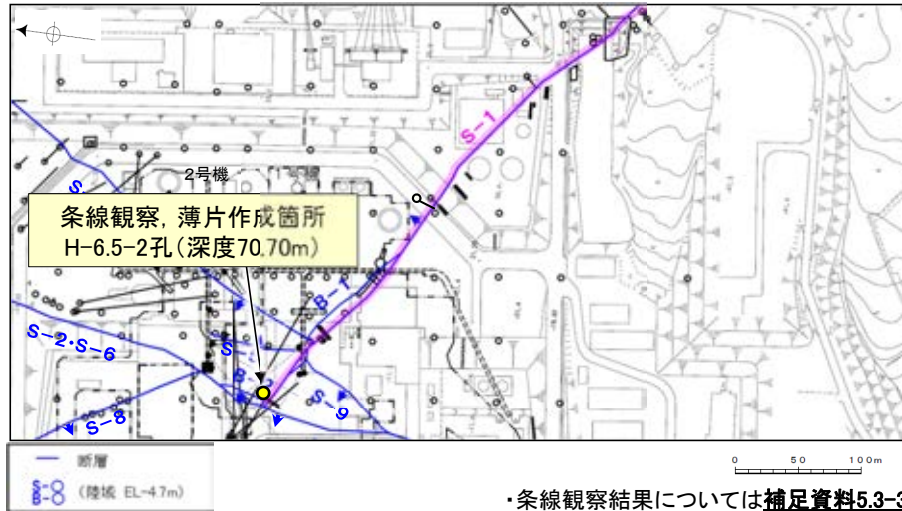 S-1
2号機
条線観察, 薄片作成箇所
H-6.5-2孔(深度70.70m)
B-1
S-2・S-6
S-9
S-8
断層
S-○
B-○ (陸域 EL-4.7m)
0 50 100m
・条線観察結果については補足資料5.3-3